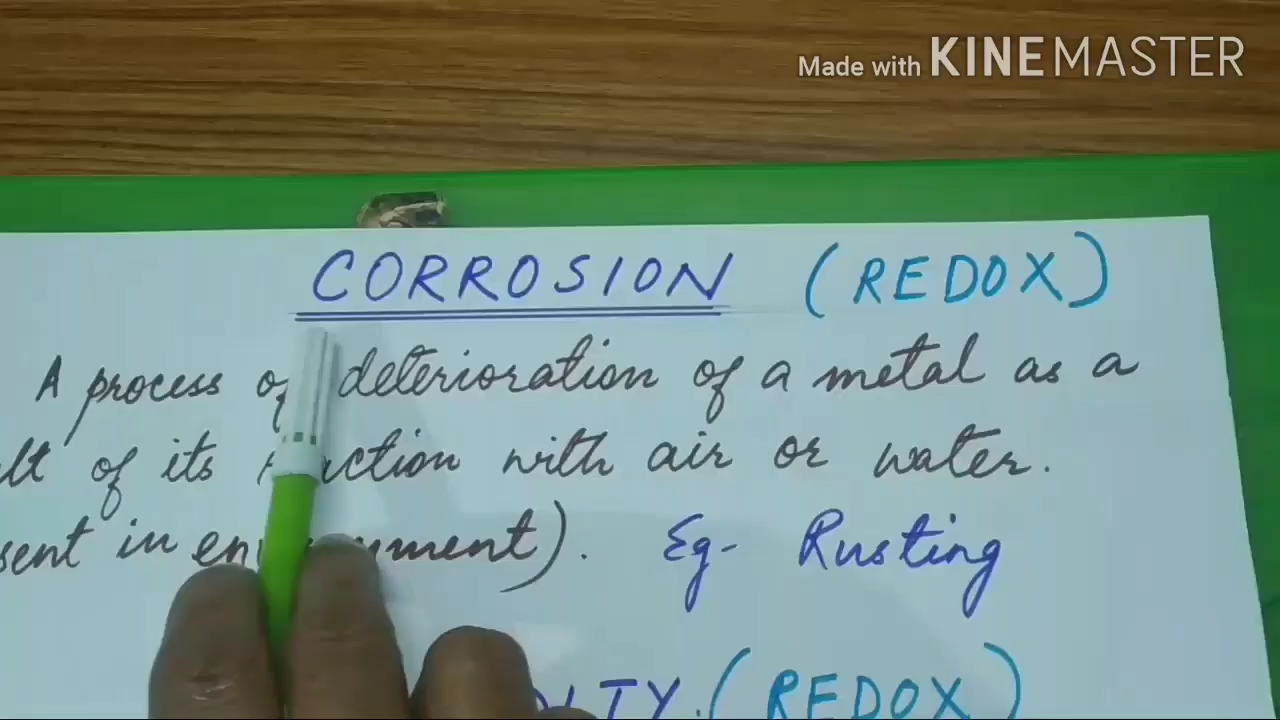 Made with KINEMASTER
CORROSION (REDOX)
A process of deterioration of a metal as a
of its with air or water.
in environment). Eg- Rusting
(REDOX)